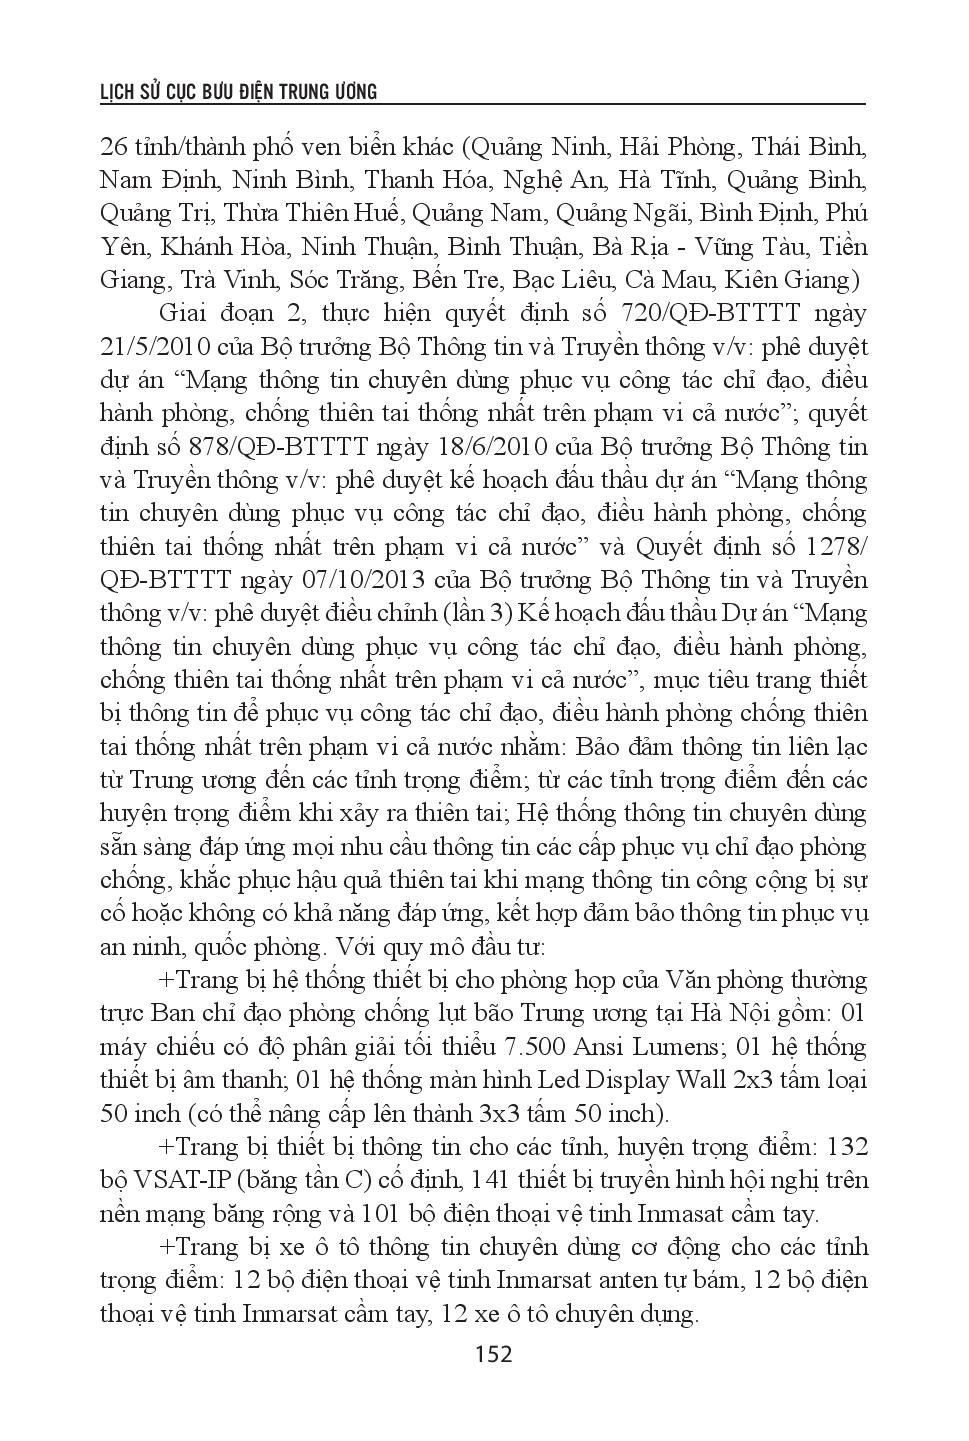 LỊCH SỬ CỤC BƯU ĐIỆN TRUNG ƯƠNG
26 tỉnh/thành phố ven biển khác (Quảng Ninh, Hải Phòng, Thái Bình,
Nam Định, Ninh Bình, Thanh Hóa, Nghệ An, Hà Tĩnh, Quảng Bình,
Quảng Trị, Thừa Thiên Huế, Quảng Nam, Quảng Ngãi, Bình Định, Phú
Yên, Khánh Hòa, Ninh Thuận, Bình Thuận, Bà Rịa - Vũng Tàu, Tiền
Giang, Trà Vinh, Sóc Trăng, Bến Tre, Bạc Liêu, Cà Mau, Kiên Giang)
Giai đoạn 2, thực hiện quyết định số 720/QĐ-BTTTT ngày
21/5/2010 của Bộ trưởng Bộ Thông tin và Truyền thông v/v: phê duyệt
dự án “Mạng thông tin chuyên dùng phục vụ công tác chỉ đạo, điều
hành phòng, chống thiên tai thống nhất trên phạm vi cả nước”; quyết
định số 878/QĐ-BTTTT ngày 18/6/2010 của Bộ trưởng Bộ Thông tin
và Truyền thông v/v: phê duyệt kế hoạch đấu thầu dự án “Mạng thông
tin chuyên dùng phục vụ công tác chỉ đạo, điều hành phòng, chống
thiên tai thống nhất trên phạm vi cả nước” và Quyết định số 1278/
QĐ-BTTTT ngày 07/10/2013 của Bộ trưởng Bộ Thông tin và Truyền
thông v/v: phê duyệt điều chỉnh (lần 3) Kế hoạch đấu thầu Dự án “Mạng
thông tin chuyên dùng phục vụ công tác chỉ đạo, điều hành phòng,
chống thiên tai thống nhất trên phạm vi cả nước”, mục tiêu trang thiết
bị thông tin để phục vụ công tác chỉ đạo, điều hành phòng chống thiên
tai thống nhất trên phạm vi cả nước nhằm: Bảo đảm thông tin liên lạc
từ Trung ương đến các tỉnh trọng điểm; từ các tỉnh trọng điểm đến các
huyện trọng điểm khi xảy ra thiên tai; Hệ thống thông tin chuyên dùng
sẵn sàng đáp ứng mọi nhu cầu thông tin các cấp phục vụ chỉ đạo phòng
chống, khắc phục hậu quả thiên tai khi mạng thông tin công cộng bị sự
cố hoặc không có khả năng đáp ứng, kết hợp đảm bảo thông tin phục vụ
an ninh, quốc phòng. Với quy mô đầu tư:
+Trang bị hệ thống thiết bị cho phòng họp của Văn phòng thường
trực Ban chỉ đạo phòng chống lụt bão Trung ương tại Hà Nội gồm: 01
máy chiếu có độ phân giải tối thiểu 7.500 Ansi Lumens; 01 hệ thống
thiết bị âm thanh; 01 hệ thống màn hình Led Display Wall 2x3 tấm loại
50 inch (có thể nâng cấp lên thành 3x3 tấm 50 inch).
+Trang bị thiết bị thông tin cho các tỉnh, huyện trọng điểm: 132
bộ VSAT-IP (băng tần C) cố định, 141 thiết bị truyền hình hội nghị trên
nền mạng băng rộng và 101 bộ điện thoại vệ tinh Inmasat cầm tay.
+Trang bị xe ô tô thông tin chuyên dùng cơ động cho các tỉnh
trọng điểm: 12 bộ điện thoại vệ tinh Inmarsat anten tự bám, 12 bộ điện
thoại vệ tinh Inmarsat cầm tay, 12 xe ô tô chuyên dụng.
152